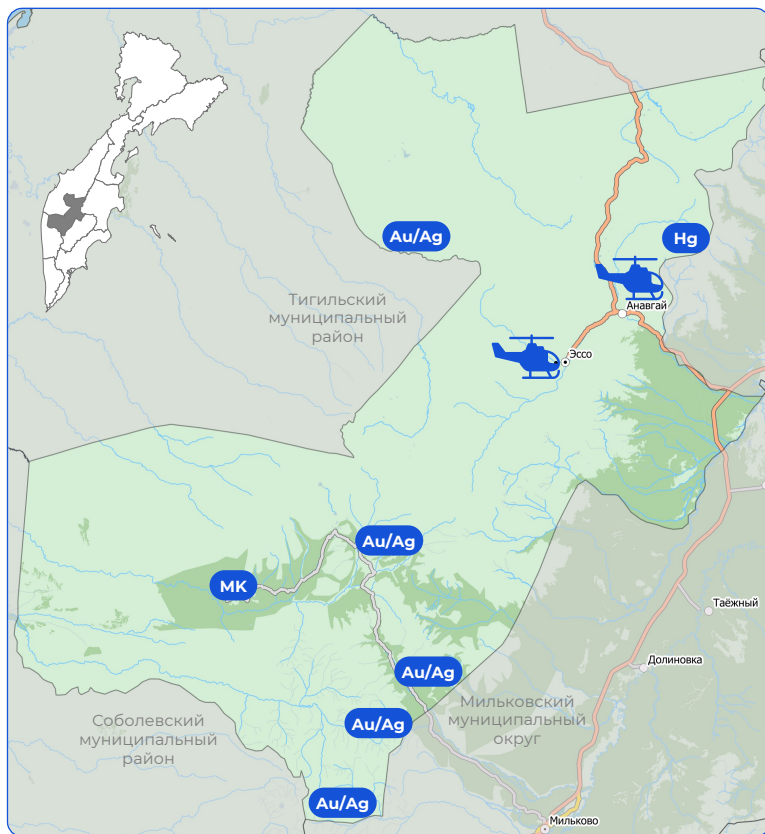 Au/Ag
Hg
Тигильский
муниципальный
район
Анавгай
Эссо
Au/Ag
МК
Таёжный
Долиновка
Au/Ag
Au/Ag
Мильковский
муниципальный
округ
Соболевский
муниципальный
район
Au/Ag
Мильково